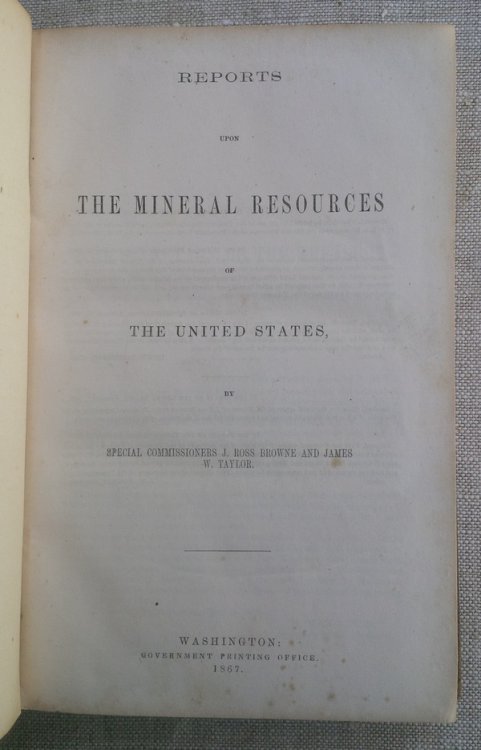 REPORTS
UPON
THE MINERAL RESOURCES
OF
THE UNITED STATES,
BY
SPECIAL COMMISSIONERS J. ROSS BROWNE AND JAMES
W. TAYLOR.
WASHINGTON:
GOVERNMENT PRINTING OFFICE.
1867.